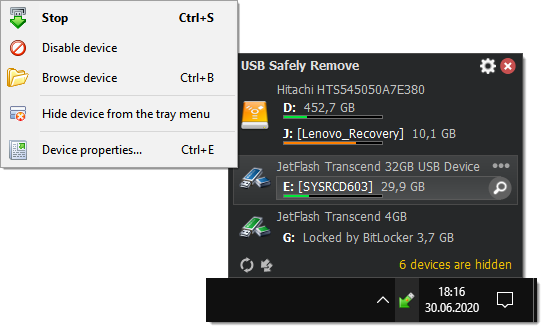 Stop Ctrl+S
Disable device
Browse device Ctrl+B
Hide device from the tray menu
Device properties... Ctrl+E
USB Safely Remove
Hitachi HTS545050A7E380
D: 452,7 GB
J: [Lenovo_Recovery] 10,1 GB
JetFlash Transcend 32GB USB Device
E: [SYSRCD603] 29,9 GB
JetFlash Transcend 4GB
G: Locked by BitLocker 3,7 GB
6 devices are hidden
18:16
30.06.2020